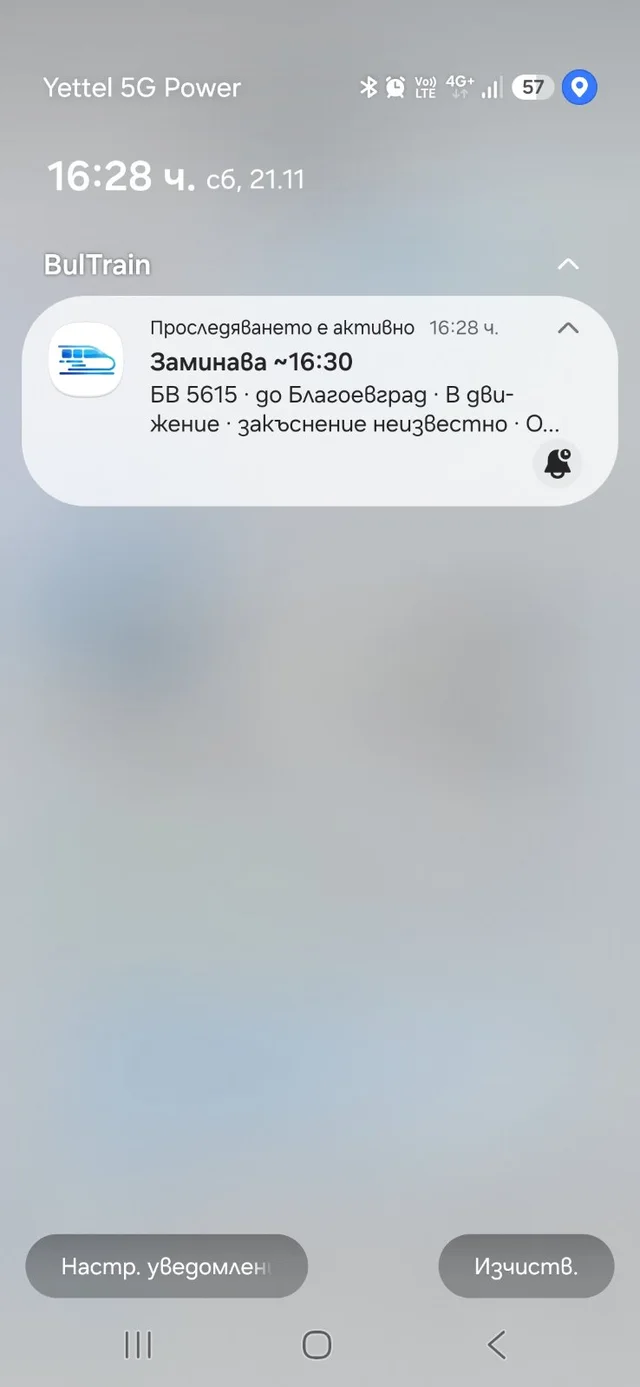 Yettel 5G Power
Vo)) LTE 4G+ 57
16:28 ч. сб, 21.11
BulTrain
Проследяването е активно 16:28 ч.
Заминава ~16:30
БВ 5615 · до Благоевград · В дви-
жение · закъснение неизвестно · О...
Настр. уведомлен
Изчиств.